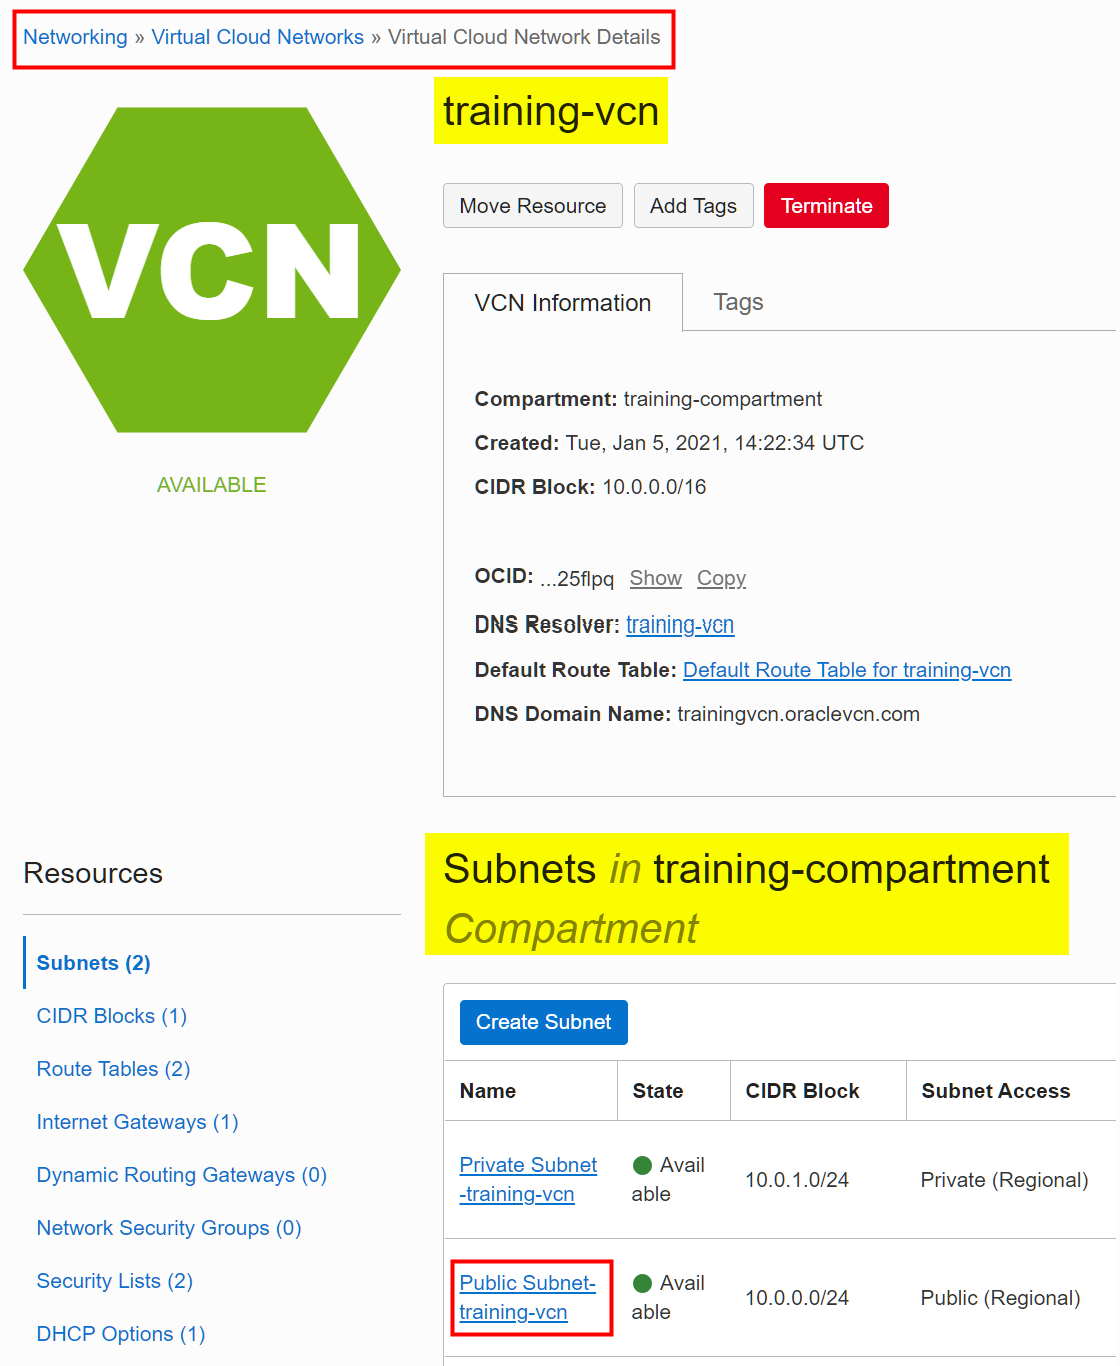 Networking » Virtual Cloud Networks » Virtual Cloud Network Details
VCN
AVAILABLE
training-vcn
Move Resource Add Tags Terminate
VCN Information Tags
Compartment: training-compartment
Created: Tue, Jan 5, 2021, 14:22:34 UTC
CIDR Block: 10.0.0.0/16
OCID: ...25flpq Show Copy
DNS Resolver: training-vcn
Default Route Table: Default Route Table for training-vcn
DNS Domain Name: trainingvcn.oraclevcn.com
Resources
Subnets (2)
CIDR Blocks (1)
Route Tables (2)
Internet Gateways (1)
Dynamic Routing Gateways (0)
Network Security Groups (0)
Security Lists (2)
DHCP Options (1)
Subnets in training-compartment
Compartment
Create Subnet
Name State CIDR Block Subnet Access
Private Subnet
-training-vcn
Avail
able
10.0.1.0/24
Private (Regional)
Public Subnet-
training-vcn
Avail
able
10.0.0.0/24
Public (Regional)